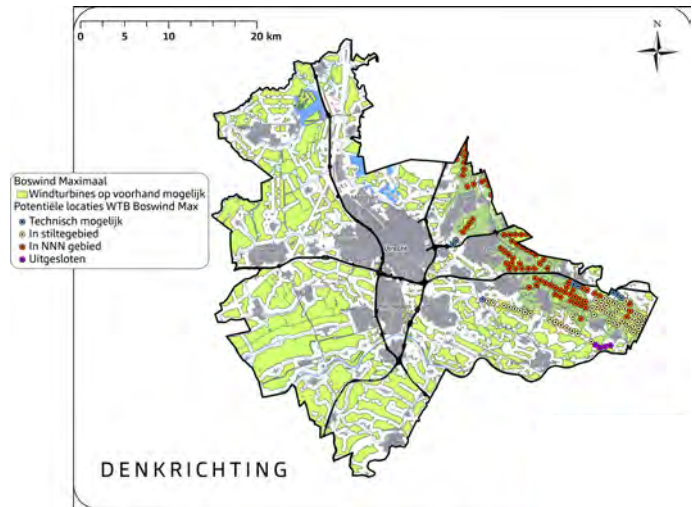 0 5 10 15 20 km
N
Boswind Maximaal
Windturbines op voorhand mogelijk
Potentiële locaties WTB Boswind Max
Technisch mogelijk
In stiltegebied
In NNN gebied
Uitgesloten
Utrecht
DENKRICHTING